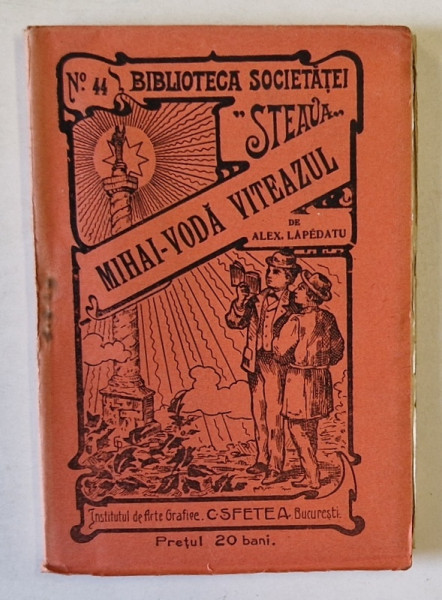 No. 44
BIBLIOTECA SOCIETĂȚEI
"STEAUA"
MIHAI-VODĂ VITEAZUL
DE
ALEX. LĂPĔDATU
Institutul de Arte Grafice. C. SFETEA. București.
Prețul 20 bani.